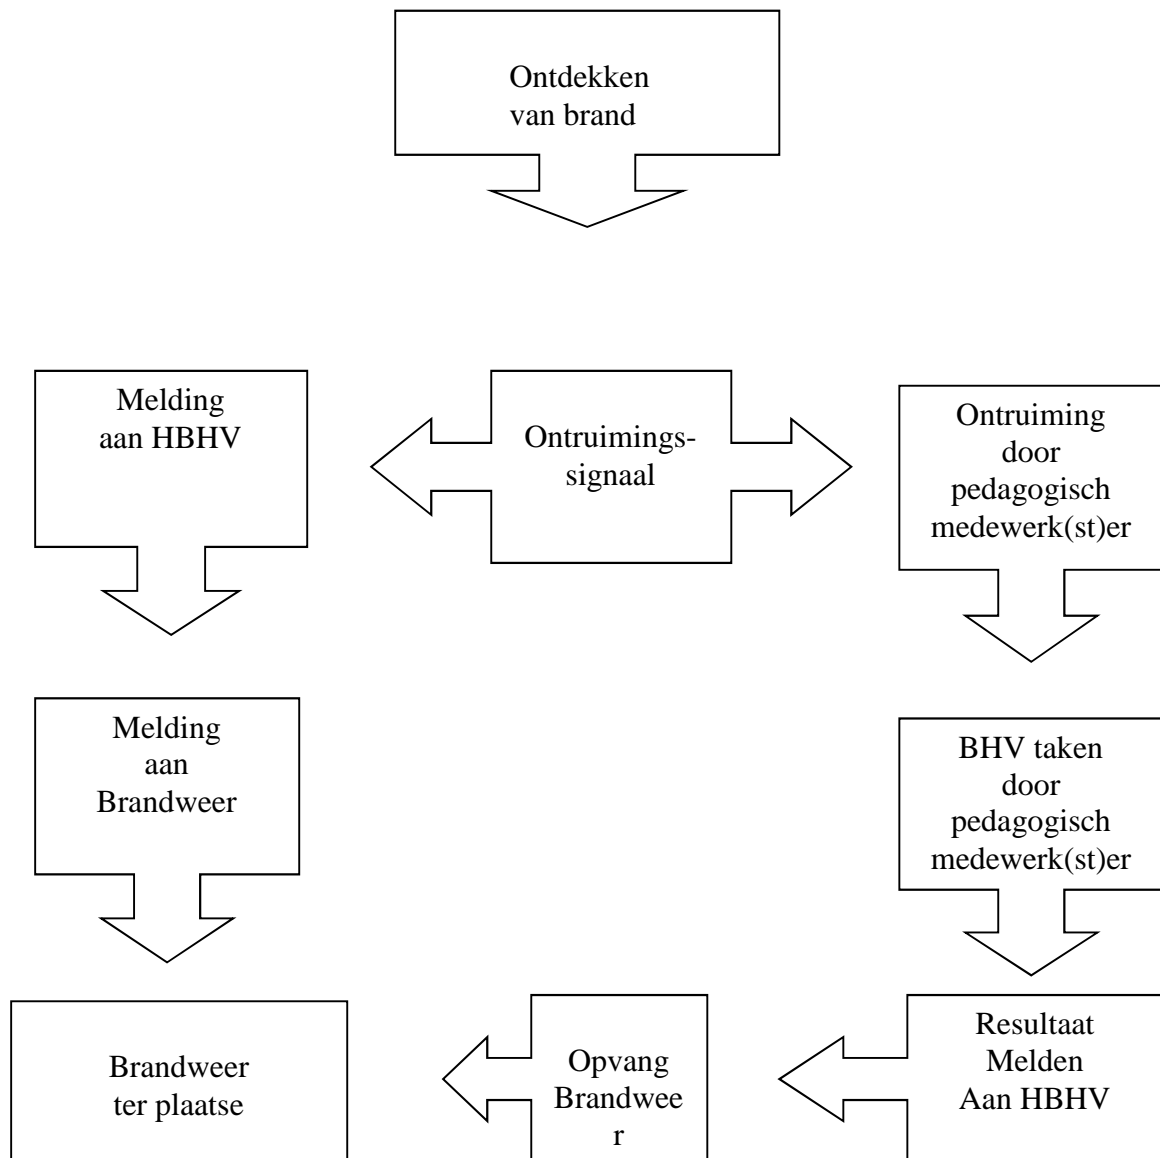 Ontdekken
van brand
Melding
aan HBHV
Ontruimings-
signaal
Ontruiming
door
pedagogisch
medewerk(st)er
Melding
aan
Brandweer
BHV taken
door
pedagogisch
medewerk(st)er
Brandweer
ter plaatse
Opvang
Brandwee
r
Resultaat
Melden
Aan HBHV